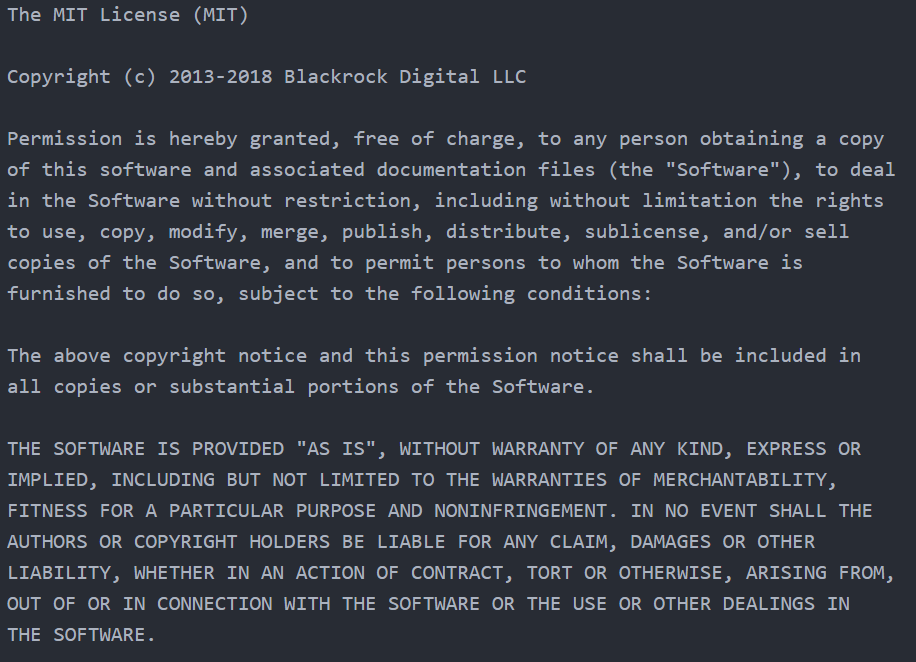 The MIT License (MIT)
Copyright (c) 2013-2018 Blackrock Digital LLC
Permission is hereby granted, free of charge, to any person obtaining a copy
of this software and associated documentation files (the "Software"), to deal
in the Software without restriction, including without limitation the rights
to use, copy, modify, merge, publish, distribute, sublicense, and/or sell
copies of the Software, and to permit persons to whom the Software is
furnished to do so, subject to the following conditions:
The above copyright notice and this permission notice shall be included in
all copies or substantial portions of the Software.
THE SOFTWARE IS PROVIDED "AS IS", WITHOUT WARRANTY OF ANY KIND, EXPRESS OR
IMPLIED, INCLUDING BUT NOT LIMITED TO THE WARRANTIES OF MERCHANTABILITY,
FITNESS FOR A PARTICULAR PURPOSE AND NONINFRINGEMENT. IN NO EVENT SHALL THE
AUTHORS OR COPYRIGHT HOLDERS BE LIABLE FOR ANY CLAIM, DAMAGES OR OTHER
LIABILITY, WHETHER IN AN ACTION OF CONTRACT, TORT OR OTHERWISE, ARISING FROM,
OUT OF OR IN CONNECTION WITH THE SOFTWARE OR THE USE OR OTHER DEALINGS IN
THE SOFTWARE.